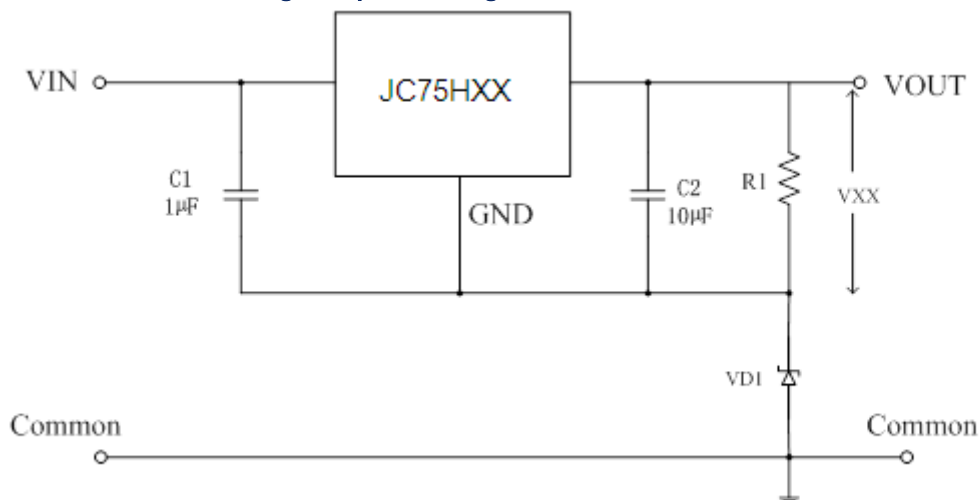 VIN
JC75HXX
VOUT
C1
1μF
GND
C2
10μF
R1
VXX
VD1
Common
Common